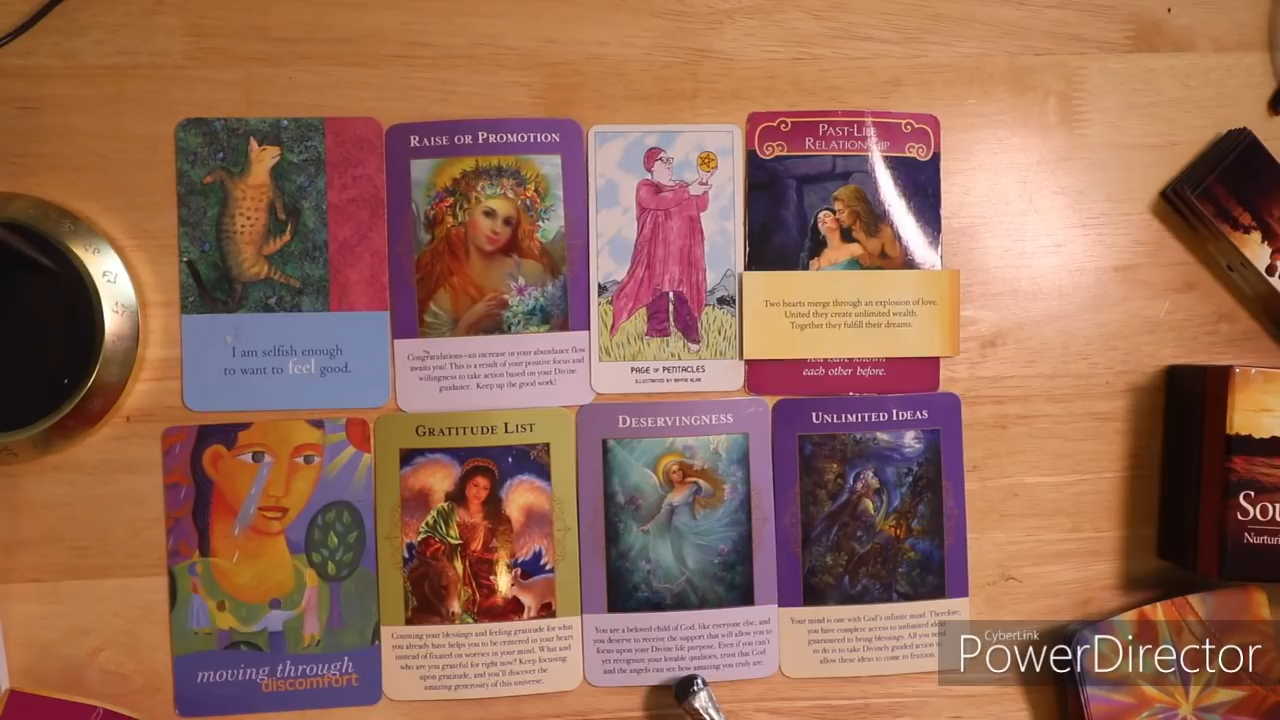 I am selfish enough
to want to feel good.
RAISE OR PROMOTION
Congratulations—an increase in your abundance flow
awaits you! This is a result of your positive focus and
willingness to take action based on your Divine
guidance. Keep up the good work!
PAGE OF PENTACLES
ILLUSTRATED BY
PAST-LIFE
RELATIONSHIP
Two hearts merge through an explosion of love.
United they create unlimited wealth.
Together they fulfill their dreams.
You have known
each other before.
moving through
discomfort
GRATITUDE LIST
Counting your blessings and feeling gratitude for what
you already have helps you to be centered in your heart
instead of fixated on worries in your mind. What and
who are you grateful for right now? Keep focusing
upon gratitude, and you'll discover the
amazing generosity of this universe.
DESERVINGNESS
You are a beloved child of God, like everyone else, and
you deserve to receive the support that will allow you to
focus upon your Divine life purpose. Even if you can't
yet recognize your lovable qualities, trust that God
and the angels can see how amazing you truly are.
UNLIMITED IDEAS
Your mind is one with God's infinite mind. Therefore,
you have complete access to unlimited ideas
guaranteed to bring blessings. All you need
to do is take Divinely guided action to
allow these ideas to come to fruition.
Sou
Nurturi
CyberLink
PowerDirector